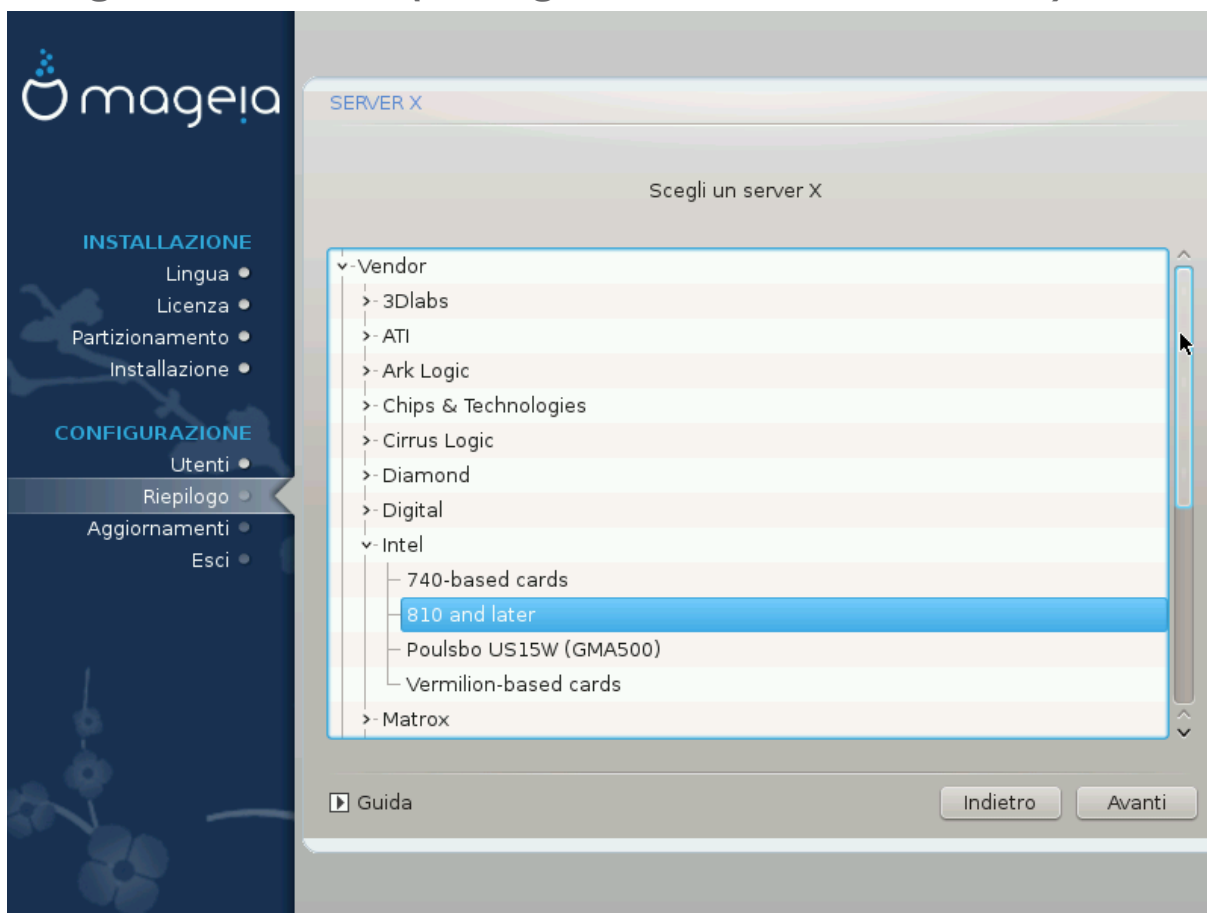 mageia
SERVER X
Scegli un server X
INSTALLAZIONE
Lingua
Licenza
Partizionamento
Installazione
CONFIGURAZIONE
Utenti
Riepilogo
Aggiornamenti
Esci
Vendor
3Dlabs
ATI
Ark Logic
Chips & Technologies
Cirrus Logic
Diamond
Digital
Intel
740-based cards
810 and later
Poulsbo US15W (GMA500)
Vermilion-based cards
Matrox
Guida
Indietro
Avanti